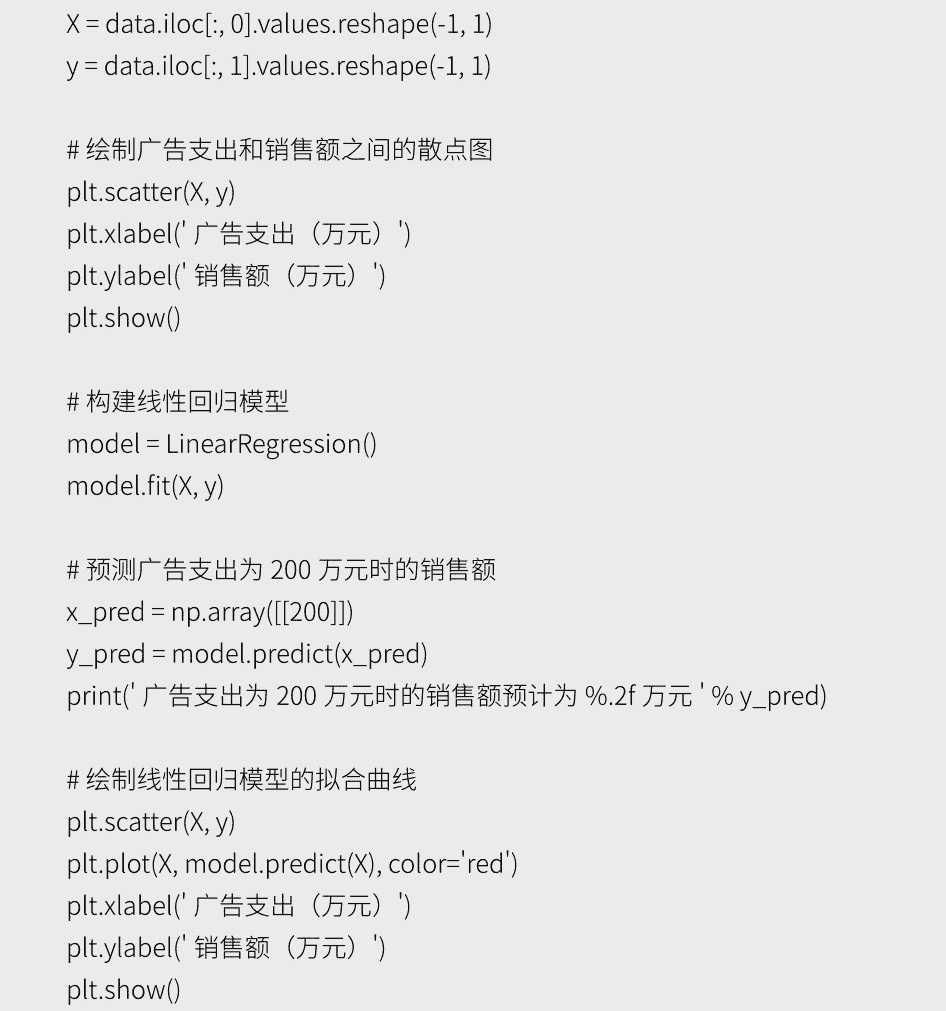 X = data.iloc[:, 0].values.reshape(-1, 1)
y = data.iloc[:, 1].values.reshape(-1, 1)
# 绘制广告支出和销售额之间的散点图
plt.scatter(X, y)
plt.xlabel(' 广告支出（万元）')
plt.ylabel(' 销售额（万元）')
plt.show()
# 构建线性回归模型
model = LinearRegression()
model.fit(X, y)
# 预测广告支出为 200 万元时的销售额
x_pred = np.array([[200]])
y_pred = model.predict(x_pred)
print(' 广告支出为 200 万元时的销售额预计为 %.2f 万元 ' % y_pred)
# 绘制线性回归模型的拟合曲线
plt.scatter(X, y)
plt.plot(X, model.predict(X), color='red')
plt.xlabel(' 广告支出（万元）')
plt.ylabel(' 销售额（万元）')
plt.show()